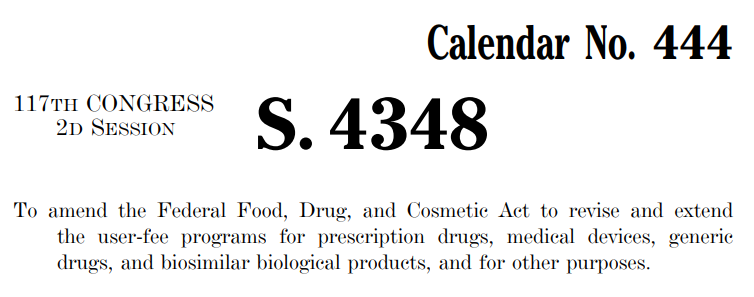 Calendar No. 444
117TH CONGRESS
2D SESSION
S. 4348
To amend the Federal Food, Drug, and Cosmetic Act to revise and extend
the user-fee programs for prescription drugs, medical devices, generic
drugs, and biosimilar biological products, and for other purposes.